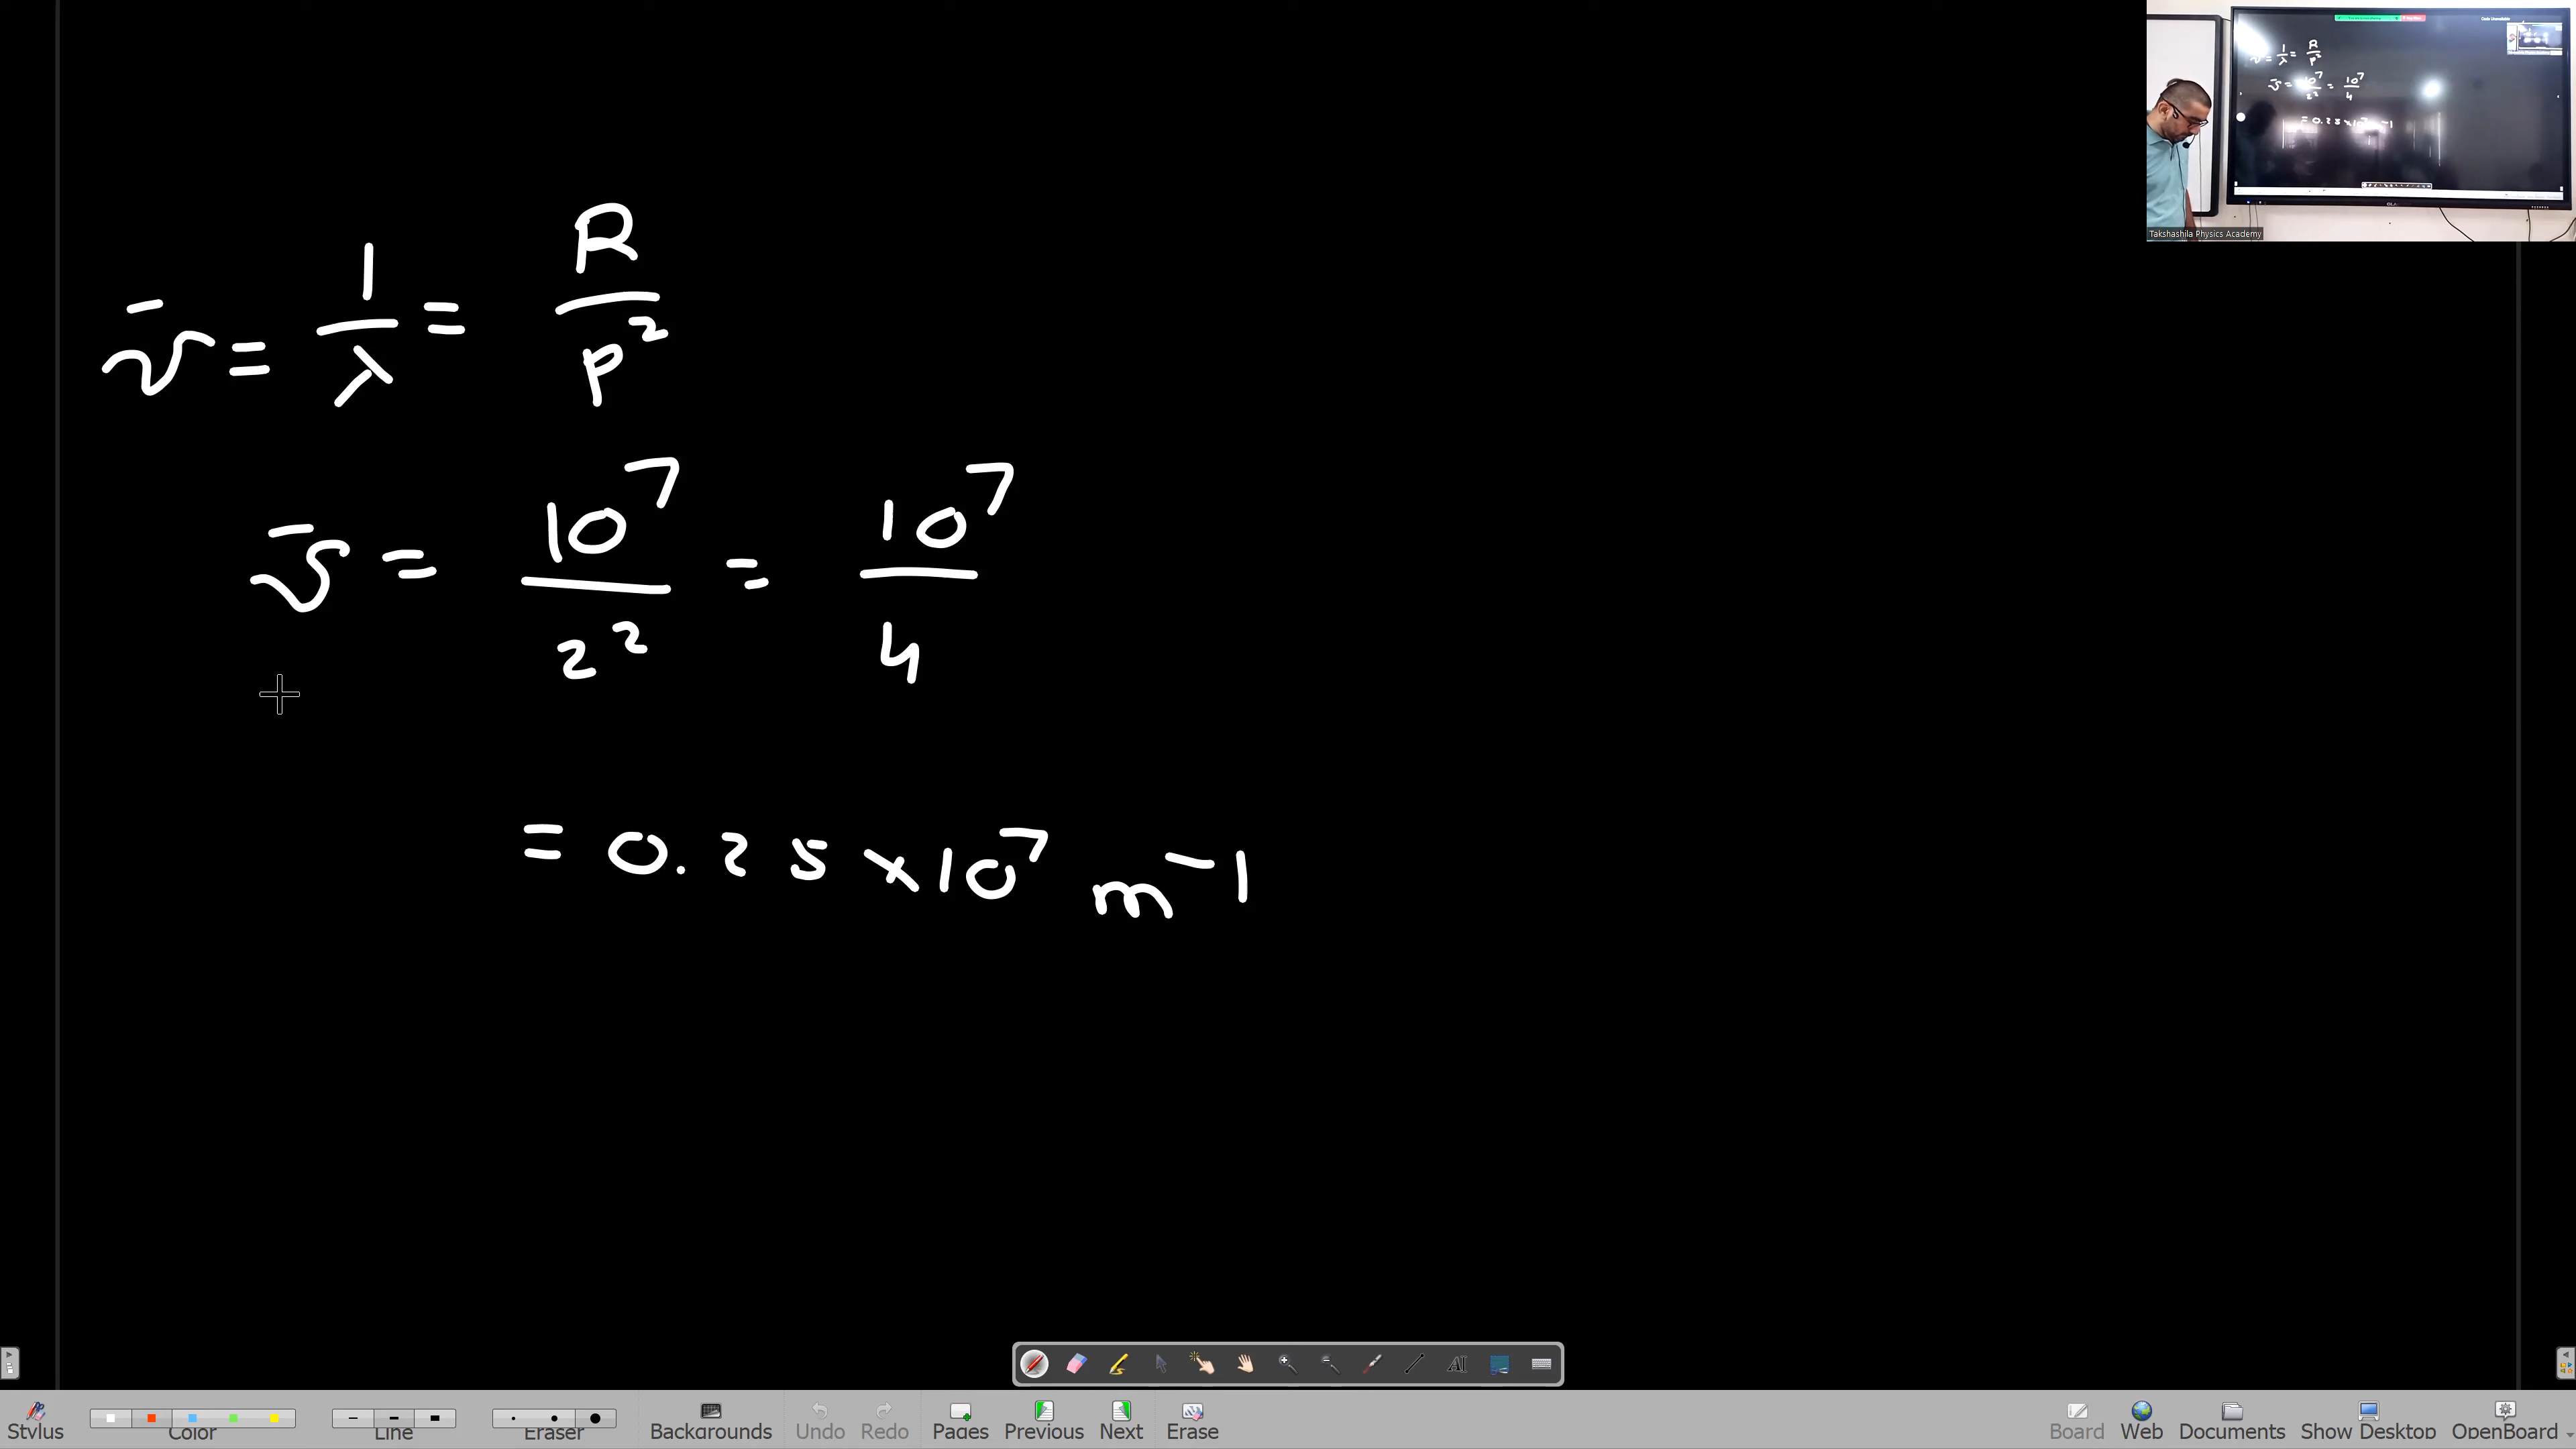 ν̄ = 1/λ = R/p²
ν̄ = 10⁷/2² = 10⁷/4
= 0.25 × 10⁷ m⁻¹
Takshashila Physics Academy
Stylus Color Line Eraser Backgrounds Undo Redo Pages Previous Next Erase Board Web Documents Show Desktop OpenBoard